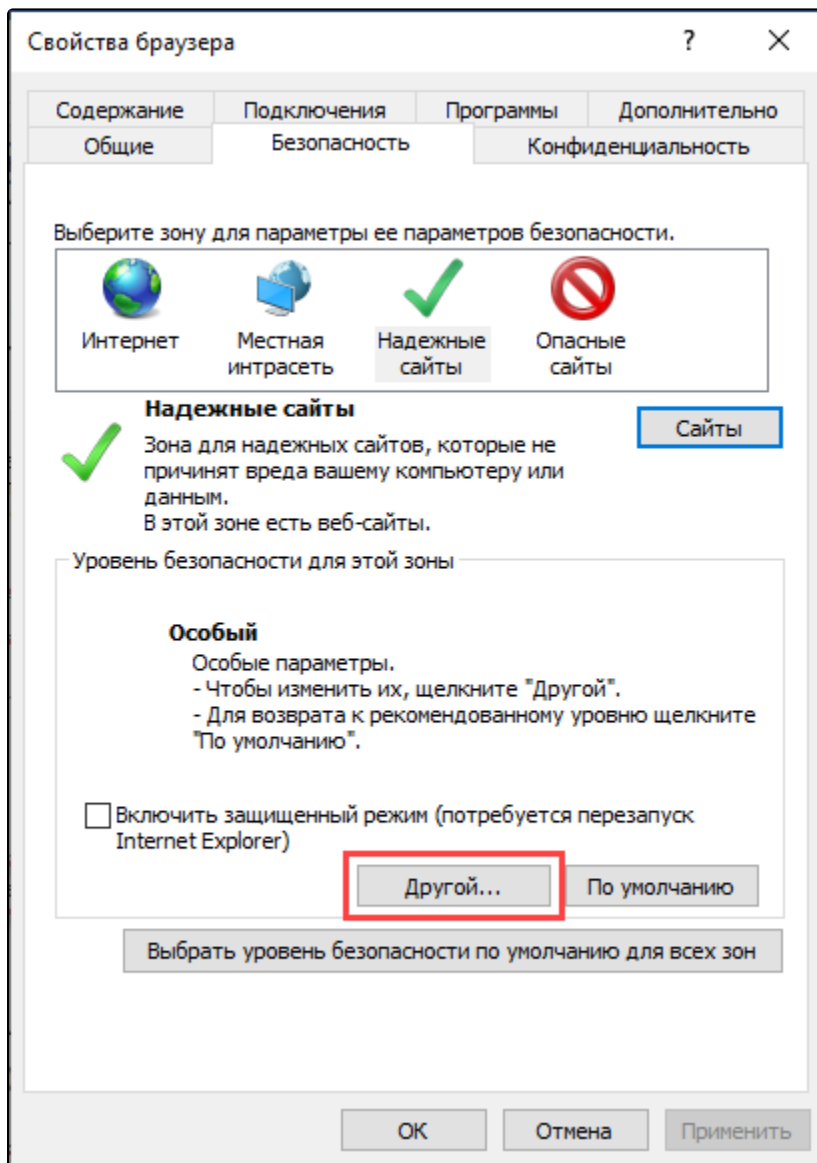 Свойства браузера
Содержание Подключения Программы Дополнительно
Общие Безопасность Конфиденциальность
Выберите зону для параметры ее параметров безопасности.
Интернет Местная интрасеть Надежные сайты Опасные сайты
Надежные сайты
Сайты
Зона для надежных сайтов, которые не
причинят вреда вашему компьютеру или
данным.
В этой зоне есть веб-сайты.
Уровень безопасности для этой зоны
Особый
Особые параметры.
- Чтобы изменить их, щелкните "Другой".
- Для возврата к рекомендованному уровню щелкните
"По умолчанию".
Включить защищенный режим (потребуется перезапуск
Internet Explorer)
Другой... По умолчанию
Выбрать уровень безопасности по умолчанию для всех зон
ОК Отмена Применить